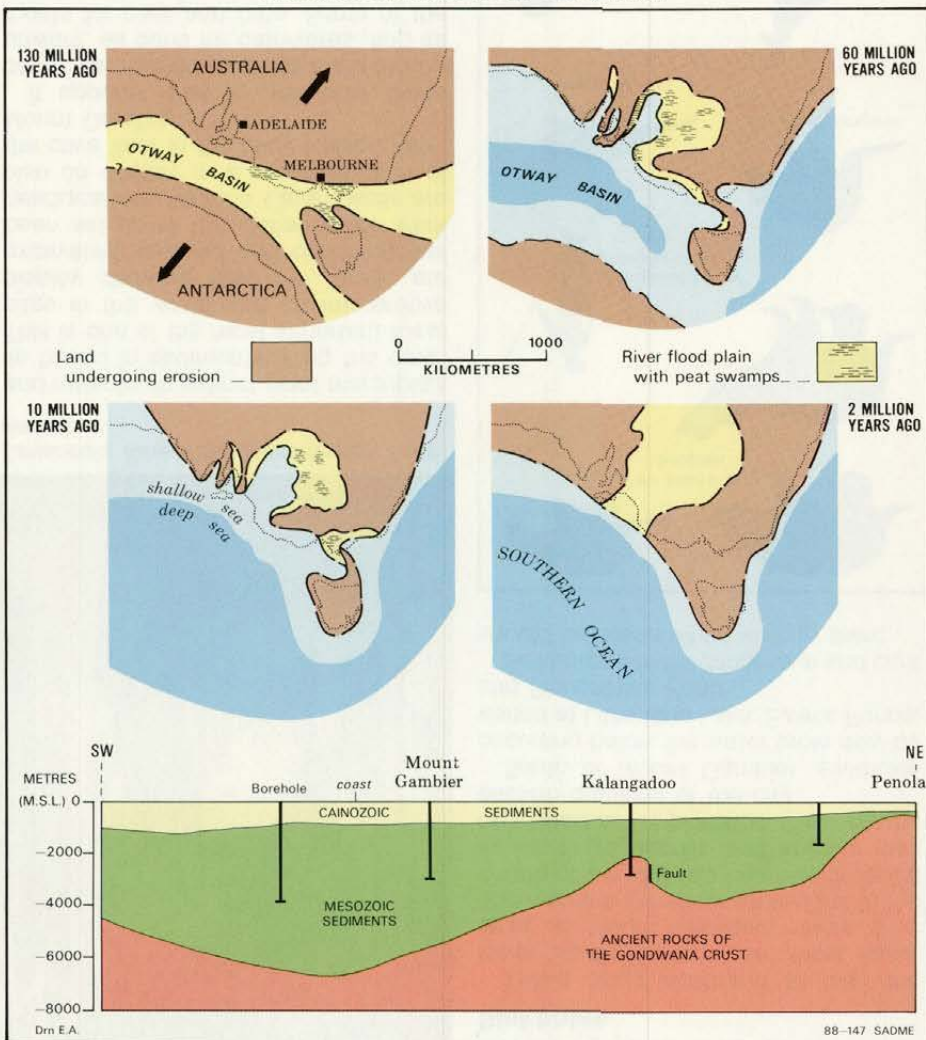 130 MILLION
YEARS AGO
AUSTRALIA
ADELAIDE
MELBOURNE
OTWAY
BASIN
ANTARCTICA
?
?
60 MILLION
YEARS AGO
OTWAY BASIN
Land
undergoing erosion
0 1000
KILOMETRES
River flood plain
with peat swamps
10 MILLION
YEARS AGO
shallow
sea
deep sea
2 MILLION
YEARS AGO
SOUTHERN
OCEAN
SW
NE
METRES
(M.S.L.) 0
-2000
-4000
-6000
-8000
Borehole
coast
Mount
Gambier
Kalangadoo
Penola
CAINOZOIC SEDIMENTS
Fault
MESOZOIC
SEDIMENTS
ANCIENT ROCKS OF
THE GONDWANA CRUST
Drn E.A.
88-147 SADME